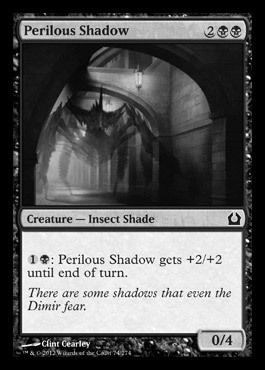 Perilous Shadow 2
Creature — Insect Shade
1 : Perilous Shadow gets +2/+2
until end of turn.
There are some shadows that even the
Dimir fear.
Clint Cearley
™ & © 2012 Wizards of the Coast 74/274
0/4